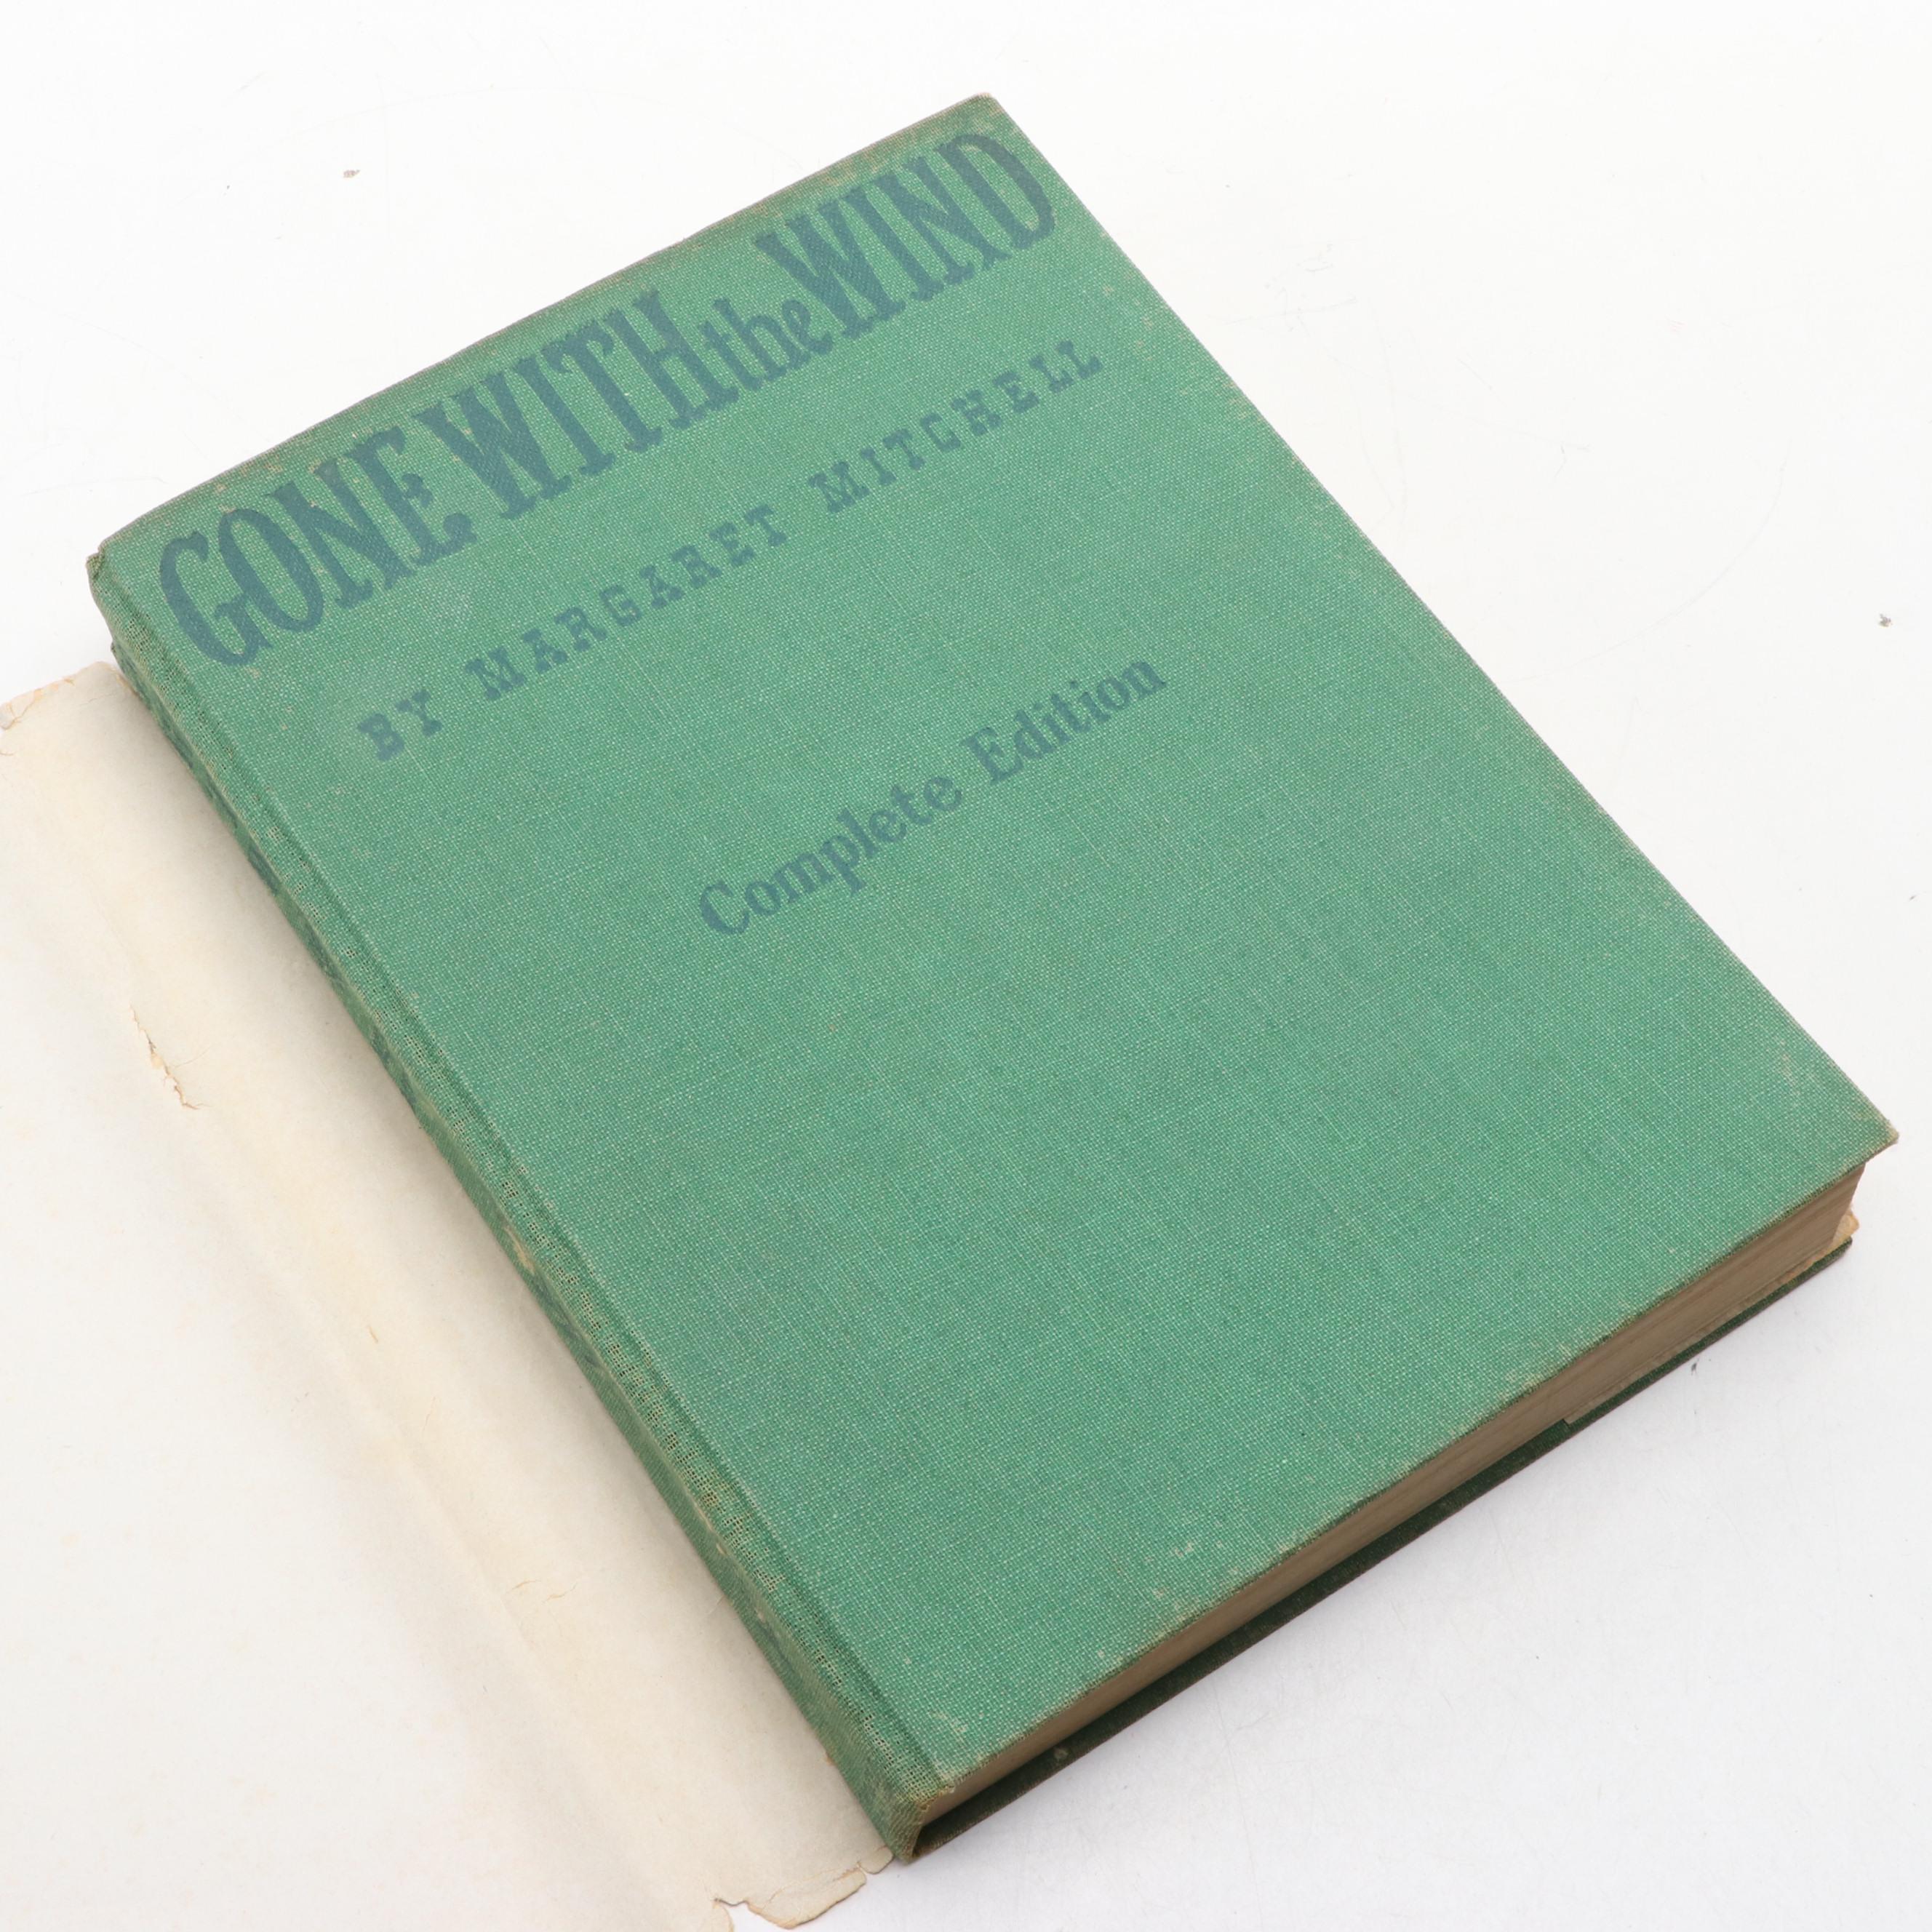 GONE WITH the WIND
BY MARGARET MITCHELL
Complete Edition